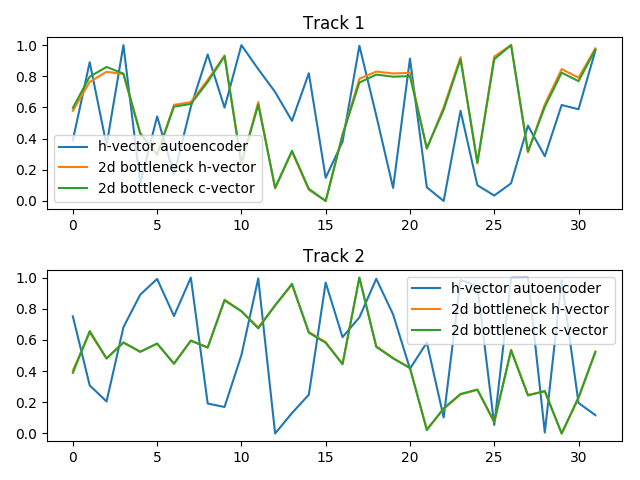 Track 1
1.0
0.8
0.6
0.4
0.2
0.0
h-vector autoencoder
2d bottleneck h-vector
2d bottleneck c-vector
0 5 10 15 20 25 30
Track 2
1.0
0.8
0.6
0.4
0.2
0.0
h-vector autoencoder
2d bottleneck h-vector
2d bottleneck c-vector
0 5 10 15 20 25 30